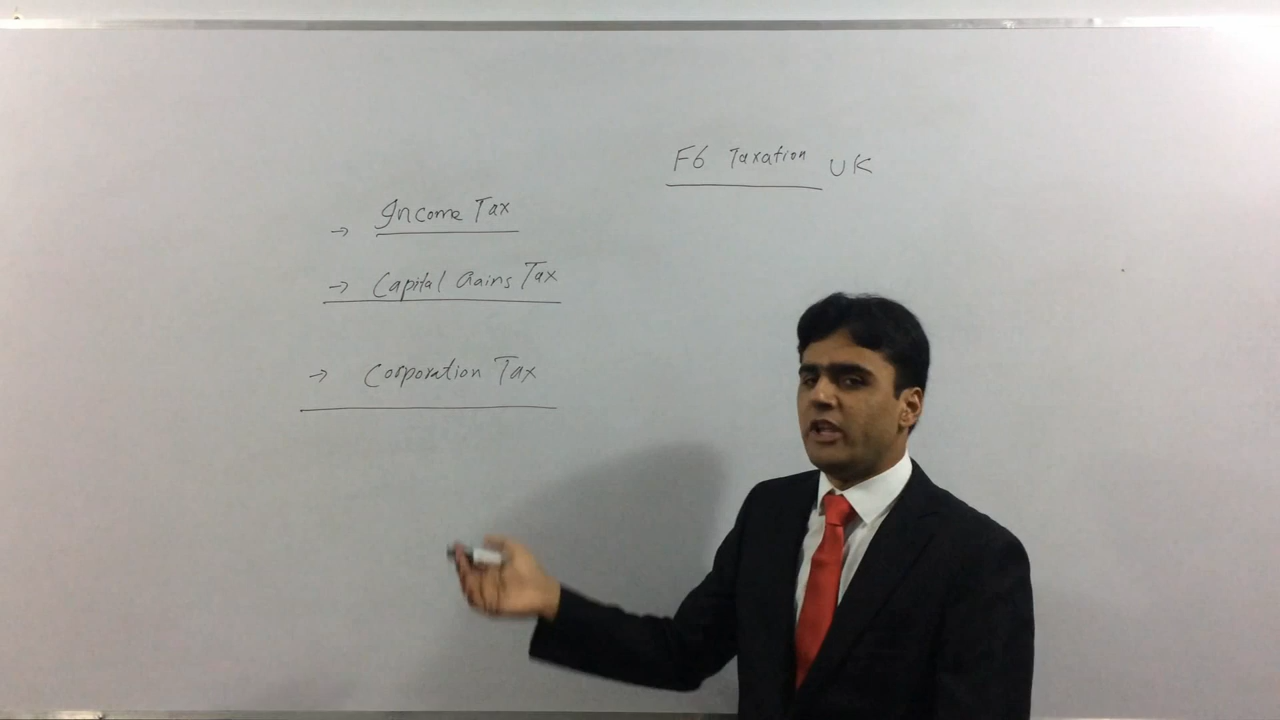 F6 Taxation UK
→ Income Tax
→ Capital Gains Tax
→ Corporation Tax